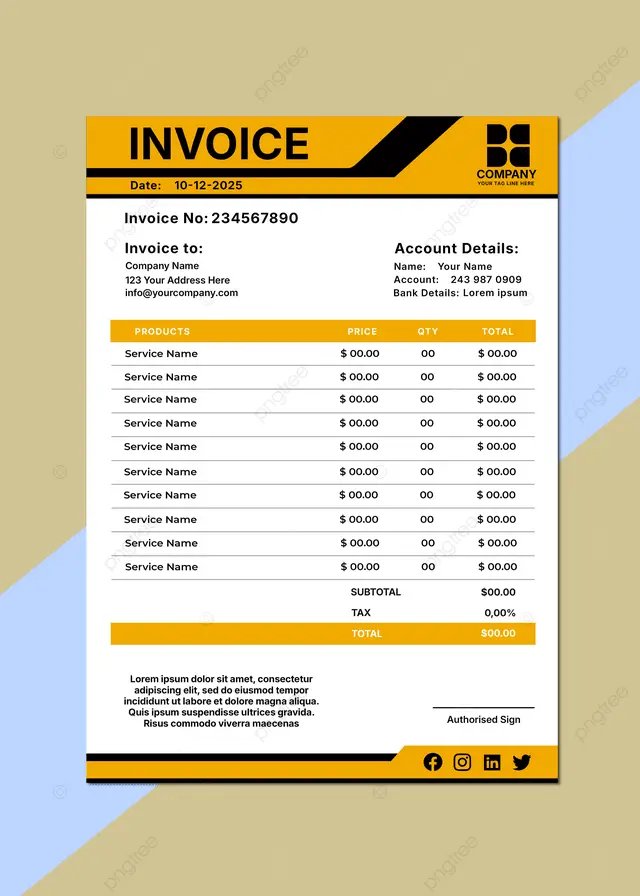 INVOICE
COMPANY
YOUR TAG LINE HERE
Date: 10-12-2025
Invoice No: 234567890
Invoice to:
Company Name
123 Your Address Here
info@yourcompany.com
Account Details:
Name: Your Name
Account: 243 987 0909
Bank Details: Lorem ipsum
PRODUCTS PRICE QTY TOTAL
Service Name $ 00.00 00 $ 00.00
Service Name $ 00.00 00 $ 00.00
Service Name $ 00.00 00 $ 00.00
Service Name $ 00.00 00 $ 00.00
Service Name $ 00.00 00 $ 00.00
Service Name $ 00.00 00 $ 00.00
Service Name $ 00.00 00 $ 00.00
Service Name $ 00.00 00 $ 00.00
Service Name $ 00.00 00 $ 00.00
Service Name $ 00.00 00 $ 00.00
SUBTOTAL $00.00
TAX 0,00%
TOTAL $00.00
Lorem ipsum dolor sit amet, consectetur
adipiscing elit, sed do eiusmod tempor
incididunt ut labore et dolore magna aliqua.
Quis ipsum suspendisse ultrices gravida.
Risus commodo viverra maecenas
Authorised Sign
pngtree